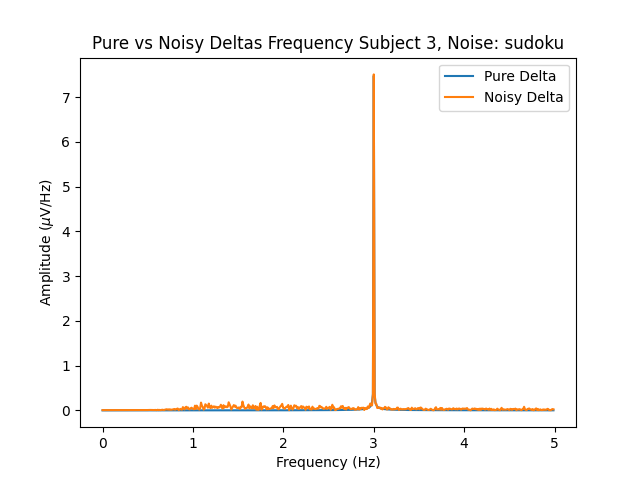 Pure vs Noisy Deltas Frequency Subject 3, Noise: sudoku
Pure Delta
Noisy Delta
Amplitude (μV/Hz)
7
6
5
4
3
2
1
0
0 1 2 3 4 5
Frequency (Hz)